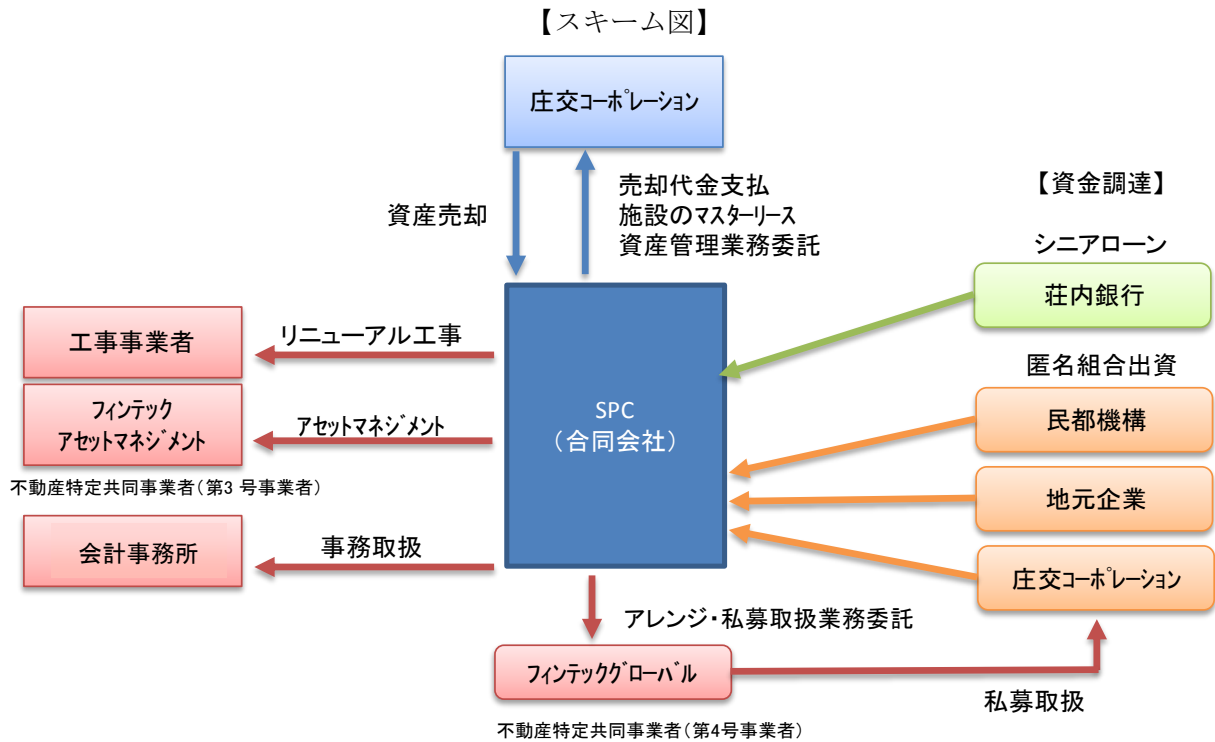 【スキーム図】
庄交コーポレーション
資産売却
売却代金支払
施設のマスターリース
資産管理業務委託
【資金調達】
シニアローン
荘内銀行
匿名組合出資
民都機構
地元企業
庄交コーポレーション
工事事業者
リニューアル工事
フィンテック
アセットマネジメント
アセットマネジメント
不動産特定共同事業者(第3 号事業者)
会計事務所
事務取扱
SPC
(合同会社)
アレンジ・私募取扱業務委託
フィンテックグローバル
私募取扱
不動産特定共同事業者(第4号事業者)